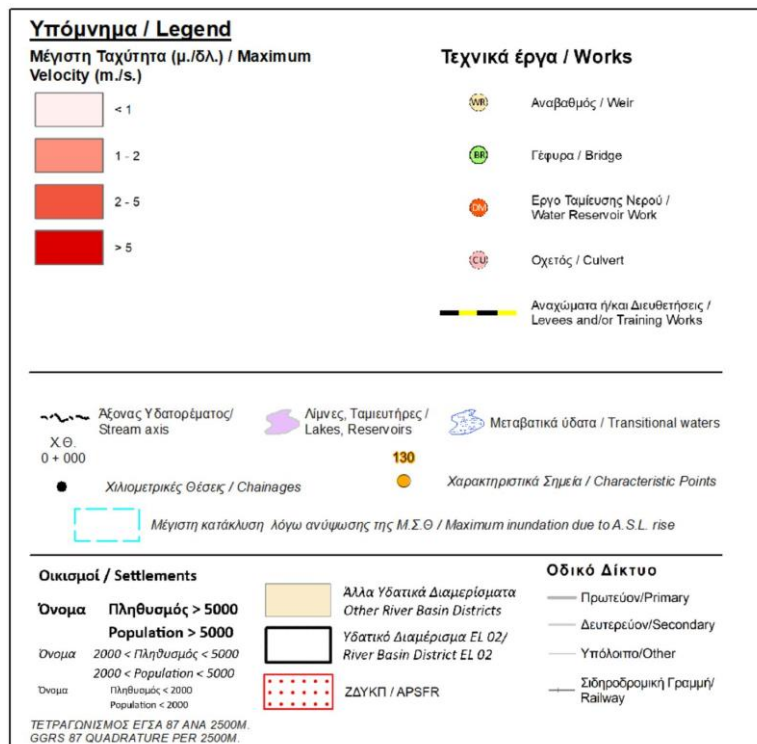 Υπόμνημα / Legend
Μέγιστη Ταχύτητα (μ./δλ.) / Maximum
Velocity (m./s.)
< 1
1 - 2
2 - 5
> 5
Τεχνικά έργα / Works
WR
Αναβαθμός / Weir
BR
Γέφυρα / Bridge
DM
Εργο Ταμίευσης Νερού /
Water Reservoir Work
CU
Οχετός / Culvert
Αναχώματα ή/και Διευθετήσεις /
Levees and/or Training Works
Άξονας Υδατορέματος/
Stream axis
Λίμνες, Ταμιευτήρες /
Lakes, Reservoirs
Μεταβατικά ύδατα / Transitional waters
Χ.Θ.
0 + 000
Χιλιομετρικές Θέσεις / Chainages
130
Χαρακτηριστικά Σημεία / Characteristic Points
Μέγιστη κατάκλυση λόγω ανύψωσης της Μ.Σ.Θ / Maximum inundation due to A.S.L. rise
Οικισμοί / Settlements
Όνομα Πληθυσμός > 5000
Population > 5000
Όνομα 2000 < Πληθυσμός < 5000
2000 < Population < 5000
Όνομα Πληθυσμός < 2000
Population < 2000
ΤΕΤΡΑΓΩΝΙΣΜΟΣ ΕΓΣΑ 87 ΑΝΑ 2500Μ.
GGRS 87 QUADRATURE PER 2500M.
Άλλα Υδατικά Διαμερίσματα
Other River Basin Districts
Υδατικό Διαμέρισμα EL 02/
River Basin District EL 02
ΖΔΥΚΠ / APSFR
Οδικό Δίκτυο
Πρωτεύον/Primary
Δευτερεύον/Secondary
Υπόλοιπο/Other
Σιδηροδρομική Γραμμή/
Railway